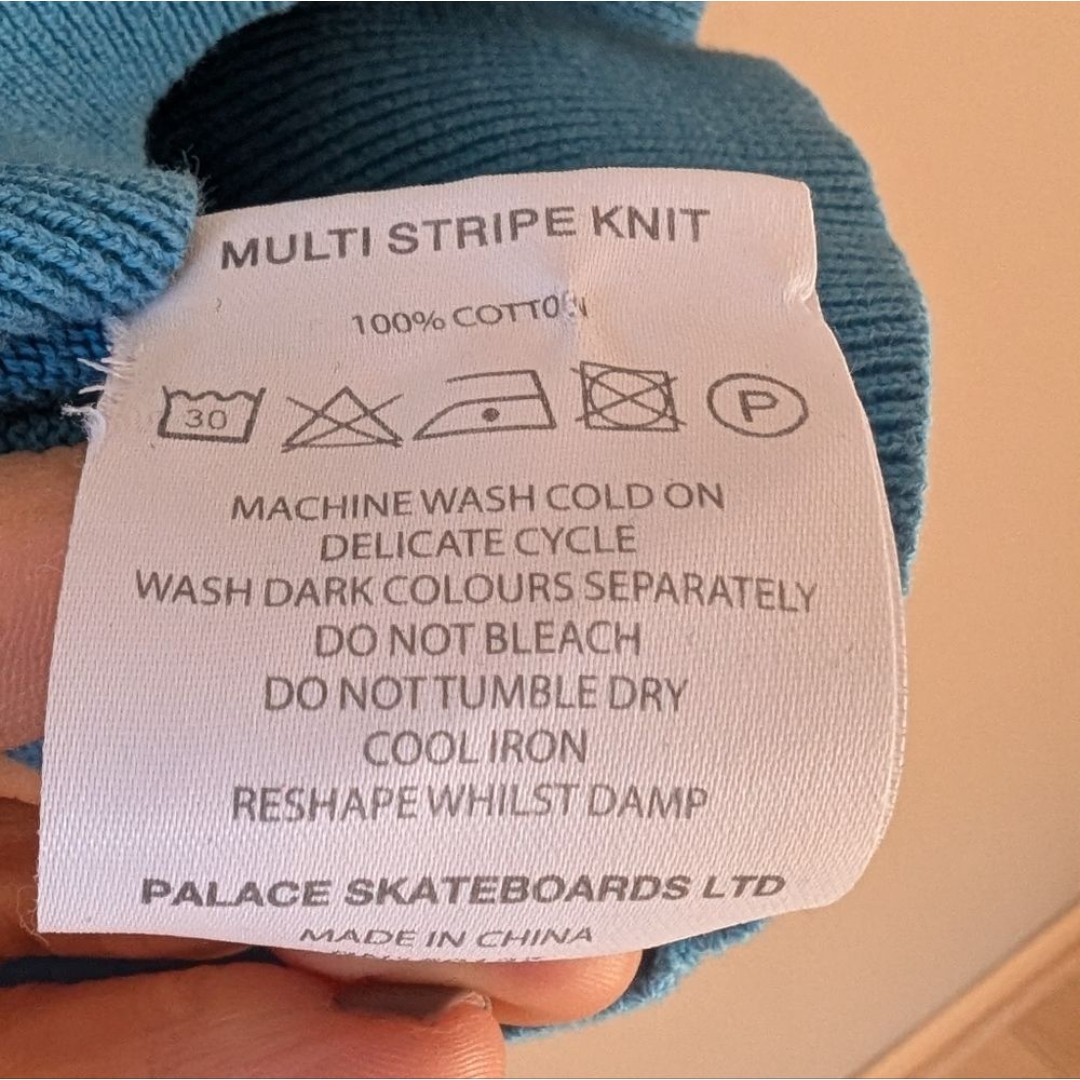 MULTI STRIPE KNIT
100% COTTON
30 P
MACHINE WASH COLD ON
DELICATE CYCLE
WASH DARK COLOURS SEPARATELY
DO NOT BLEACH
DO NOT TUMBLE DRY
COOL IRON
RESHAPE WHILST DAMP
PALACE SKATEBOARDS LTD
MADE IN CHINA